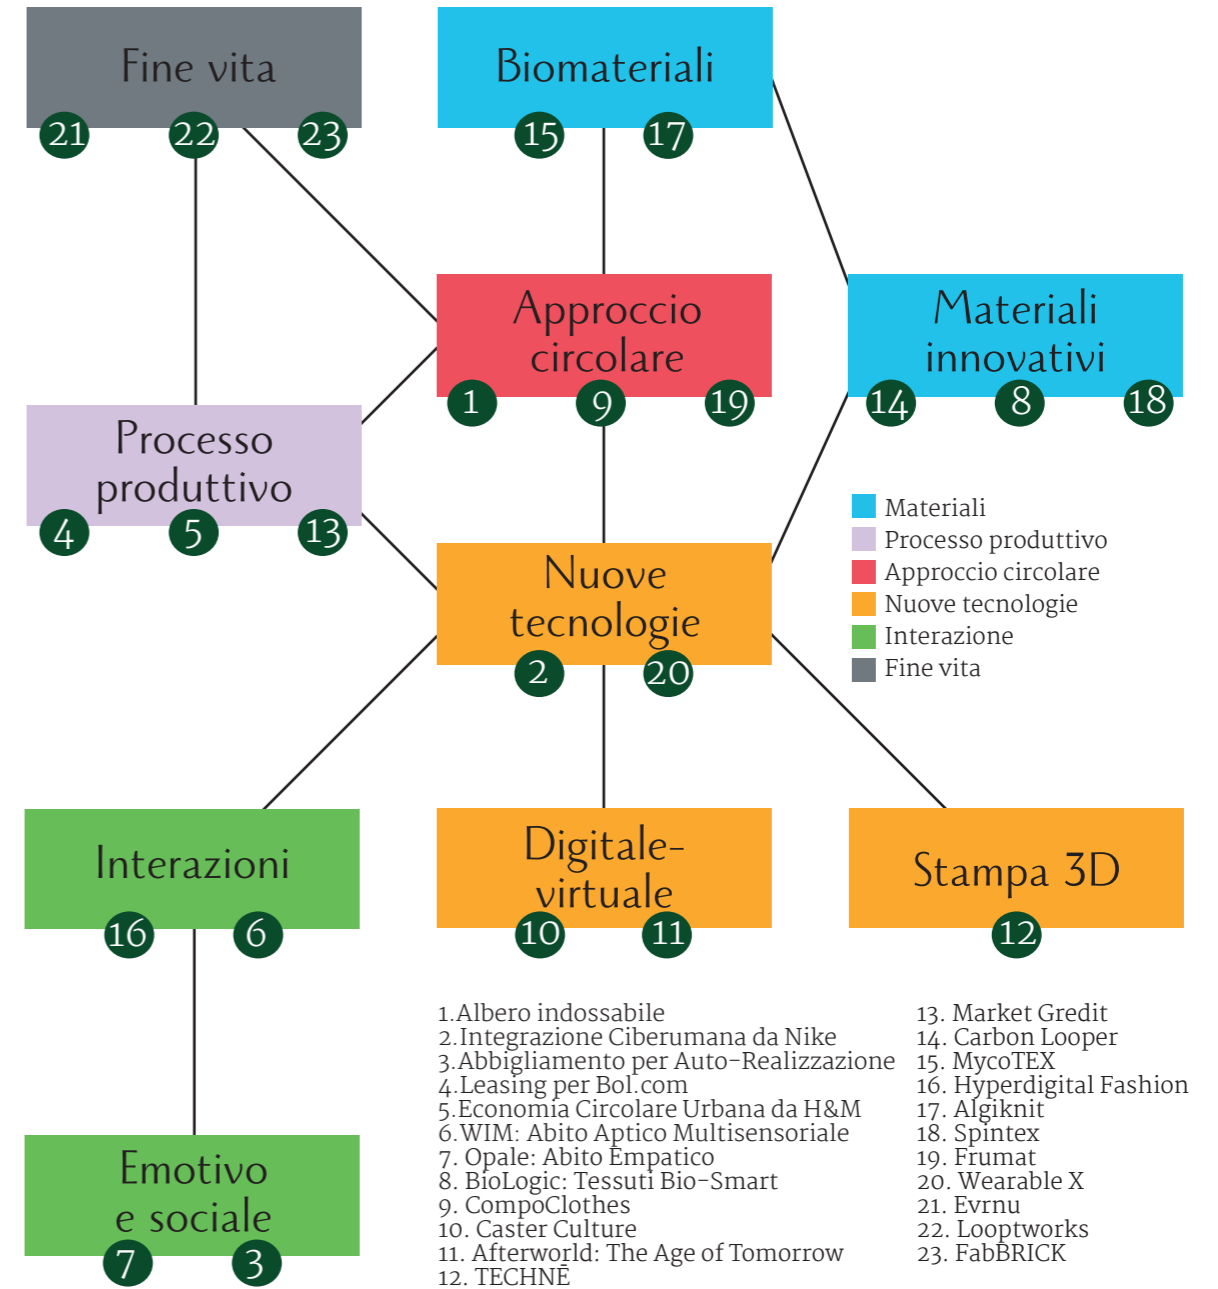 Fine vita
21
22
23
Biomateriali
15
17
Approccio
circolare
1
9
19
Materiali
innovativi
14
8
18
Processo
produttivo
4
5
13
Materiali
Processo produttivo
Approccio circolare
Nuove tecnologie
Interazione
Fine vita
Nuove
tecnologie
2
20
Interazioni
16
6
Digitale-
virtuale
10
11
Stampa 3D
12
Emotivo
e sociale
7
3
1.Albero indossabile
2.Integrazione Ciberumana da Nike
3.Abbigliamento per Auto-Realizzazione
4.Leasing per Bol.com
5.Economia Circolare Urbana da H&M
6.WIM: Abito Aptico Multisensoriale
7. Opale: Abito Empatico
8. BioLogic: Tessuti Bio-Smart
9. CompoClothes
10. Caster Culture
11. Afterworld: The Age of Tomorrow
12. TECHNĒ
13. Market Gredit
14. Carbon Looper
15. MycoTEX
16. Hyperdigital Fashion
17. Algiknit
18. Spintex
19. Frumat
20. Wearable X
21. Evrnu
22. Looptworks
23. FabBRICK